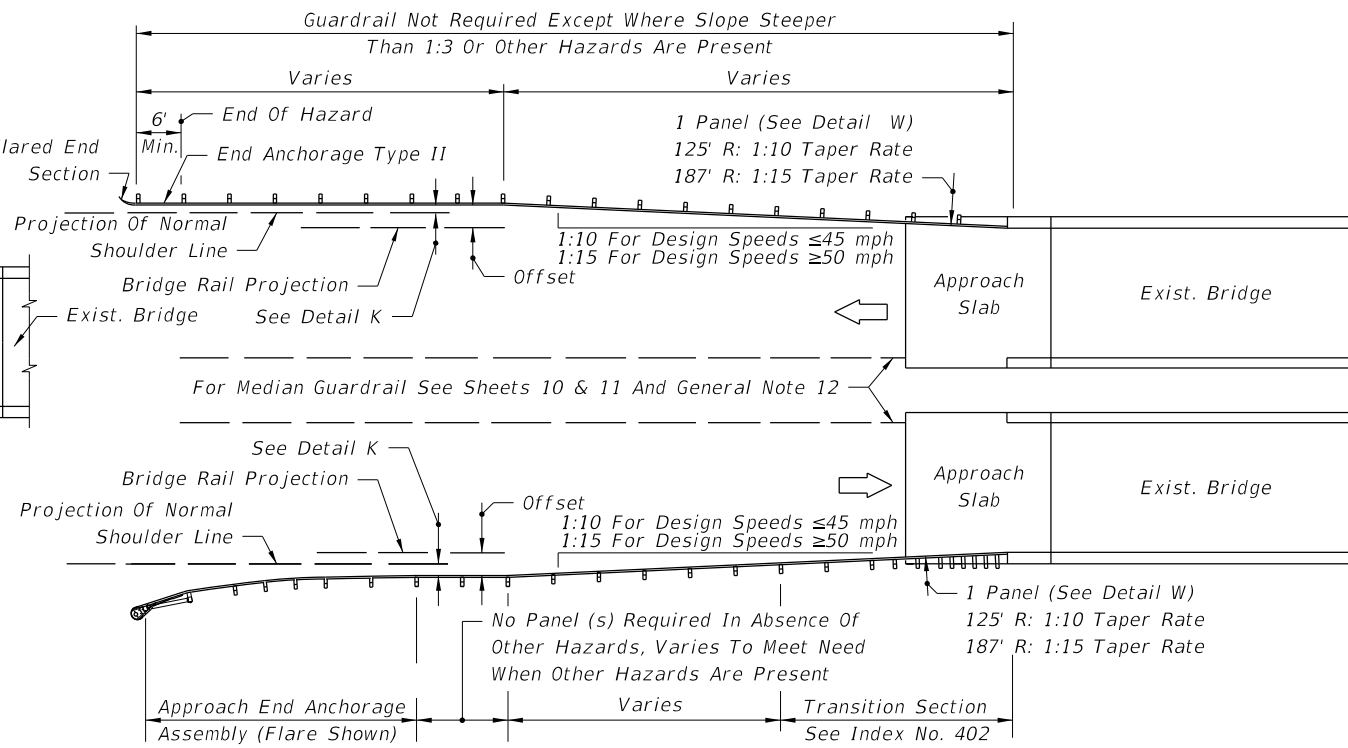 Guardrail Not Required Except Where Slope Steeper
Than 1:3 Or Other Hazards Are Present
Varies
Varies
6'
Min.
End Of Hazard
1 Panel (See Detail W)
125' R: 1:10 Taper Rate
187' R: 1:15 Taper Rate
lared End
Section
End Anchorage Type II
Projection Of Normal
Shoulder Line
1:10 For Design Speeds ≤45 mph
1:15 For Design Speeds ≥50 mph
Bridge Rail Projection
Offset
See Detail K
Exist. Bridge
Approach
Slab
Exist. Bridge
For Median Guardrail See Sheets 10 & 11 And General Note 12
See Detail K
Bridge Rail Projection
Approach
Slab
Exist. Bridge
Offset
Projection Of Normal
Shoulder Line
1:10 For Design Speeds ≤45 mph
1:15 For Design Speeds ≥50 mph
1 Panel (See Detail W)
125' R: 1:10 Taper Rate
187' R: 1:15 Taper Rate
No Panel (s) Required In Absence Of
Other Hazards, Varies To Meet Need
When Other Hazards Are Present
Approach End Anchorage
Assembly (Flare Shown)
Varies
Transition Section
See Index No. 402